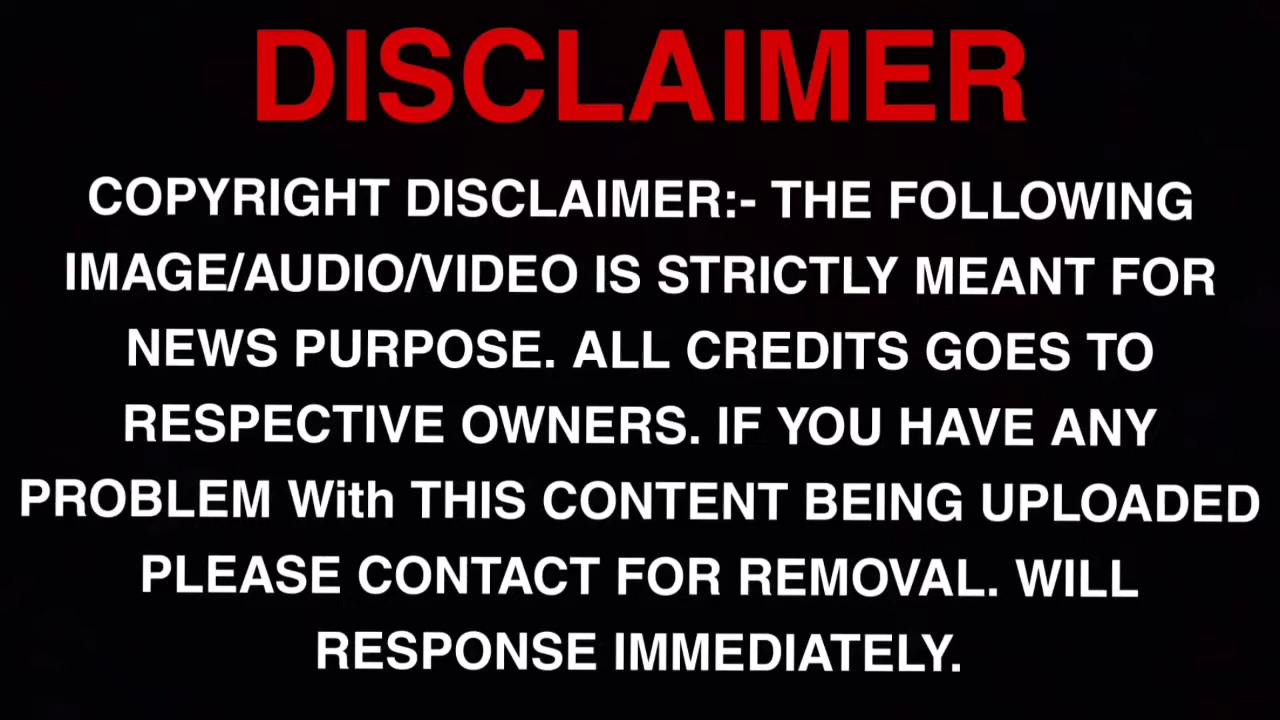 DISCLAIMER
COPYRIGHT DISCLAIMER:- THE FOLLOWING
IMAGE/AUDIO/VIDEO IS STRICTLY MEANT FOR
NEWS PURPOSE. ALL CREDITS GOES TO
RESPECTIVE OWNERS. IF YOU HAVE ANY
PROBLEM With THIS CONTENT BEING UPLOADED
PLEASE CONTACT FOR REMOVAL. WILL
RESPONSE IMMEDIATELY.